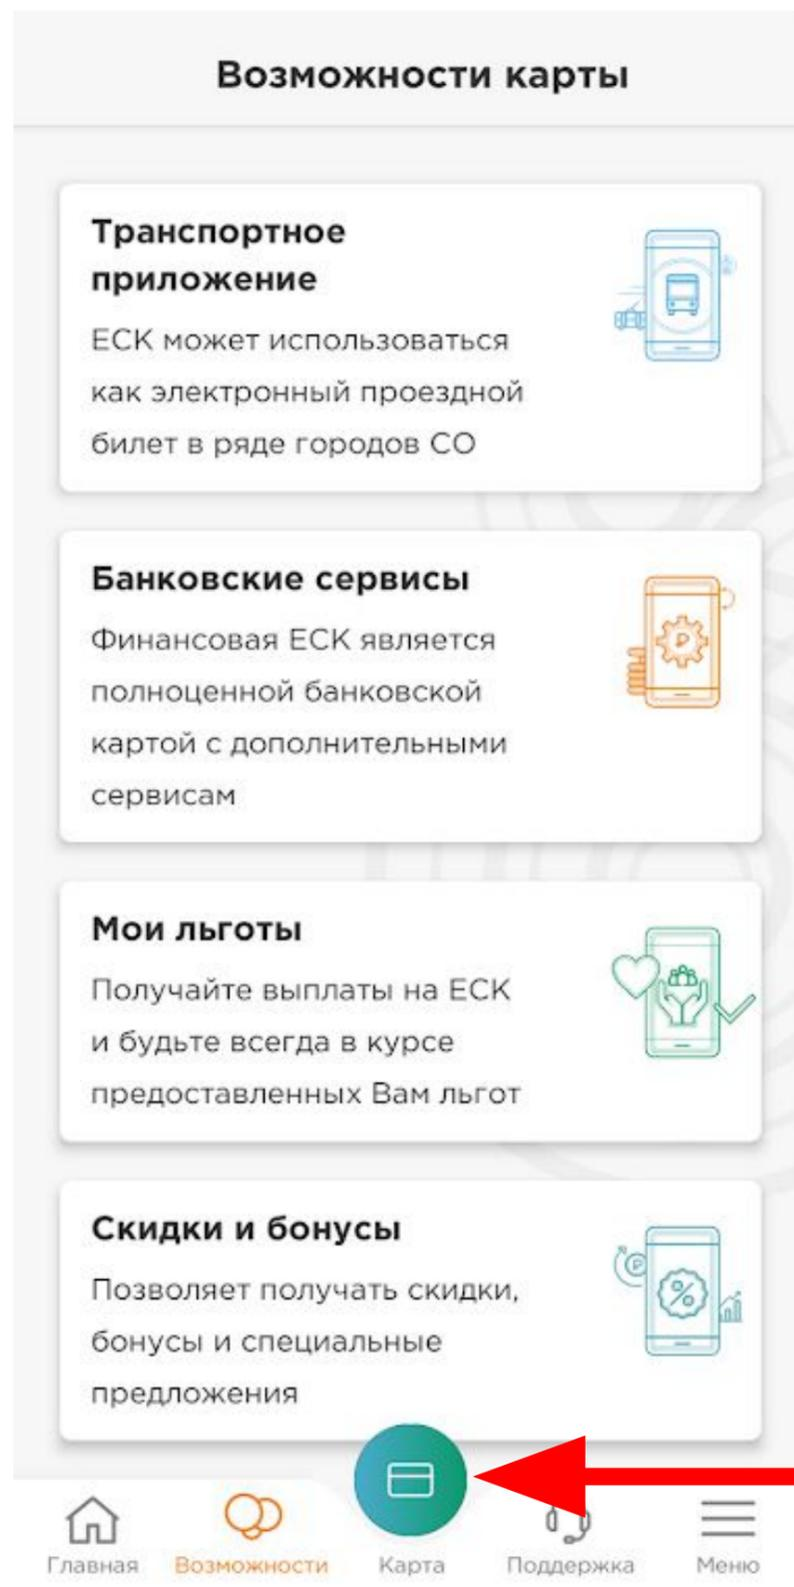 Возможности карты
Транспортное
приложение
ЕСК может использоваться
как электронный проездной
билет в ряде городов СО
Банковские сервисы
Финансовая ЕСК является
полноценной банковской
картой с дополнительными
сервисам
Мои льготы
Получайте выплаты на ЕСК
и будьте всегда в курсе
предоставленных Вам льгот
Скидки и бонусы
Позволяет получать скидки,
бонусы и специальные
предложения
Главная Возможности Карта Поддержка Меню